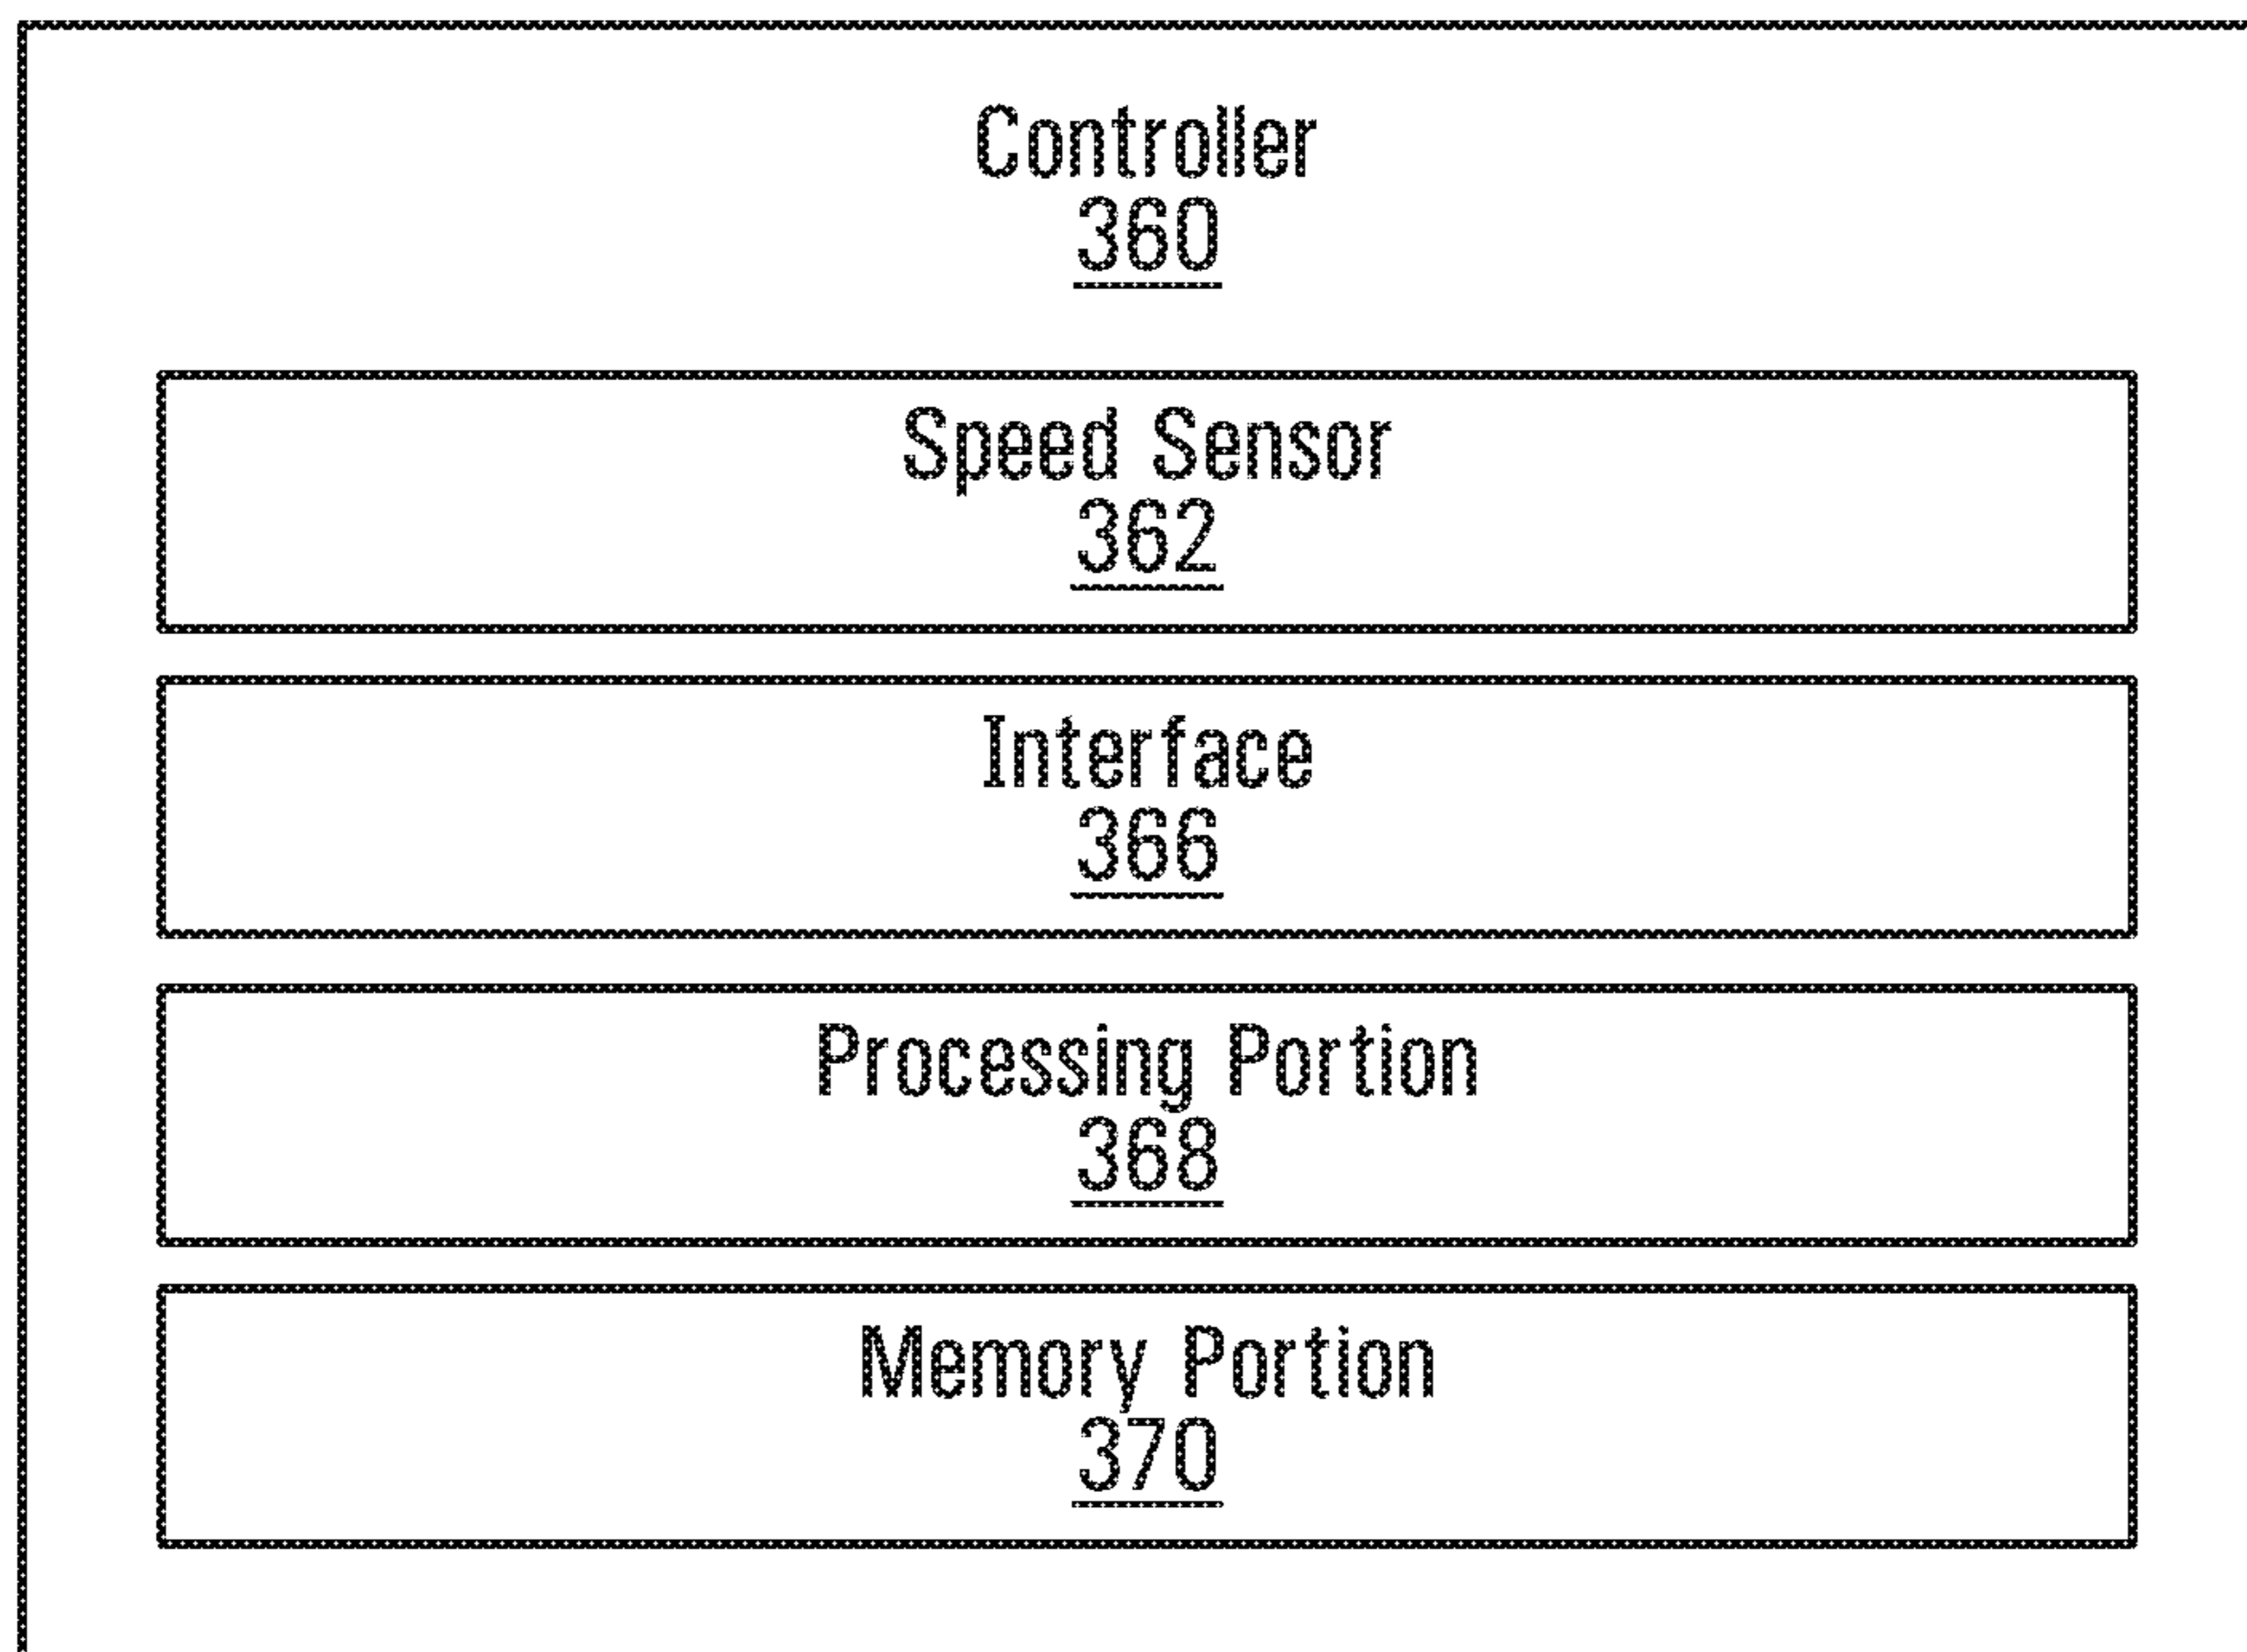 Controller
360
Speed Sensor
362
Interface
366
Processing Portion
368
Memory Portion
370